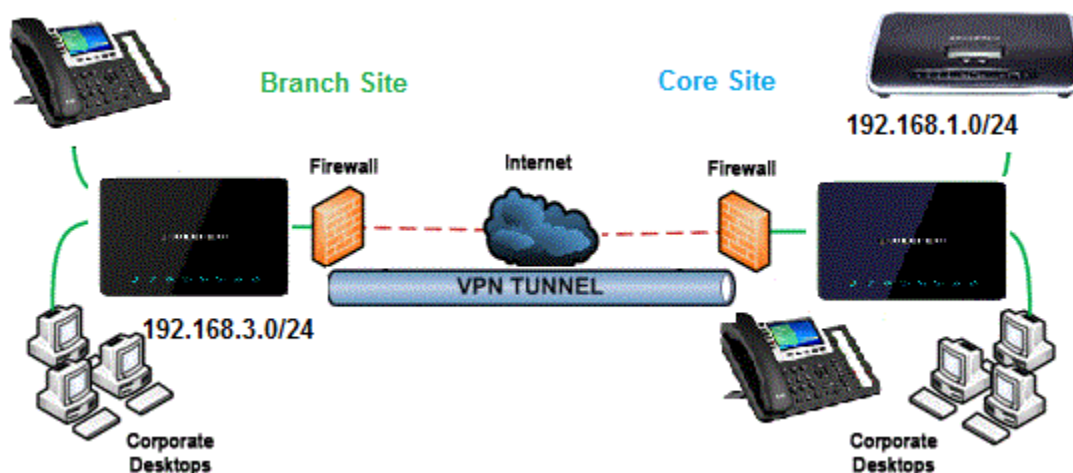 Branch Site
Core Site
192.168.1.0/24
Firewall
Internet
Firewall
VPN TUNNEL
192.168.3.0/24
Corporate
Desktops
Corporate
Desktops